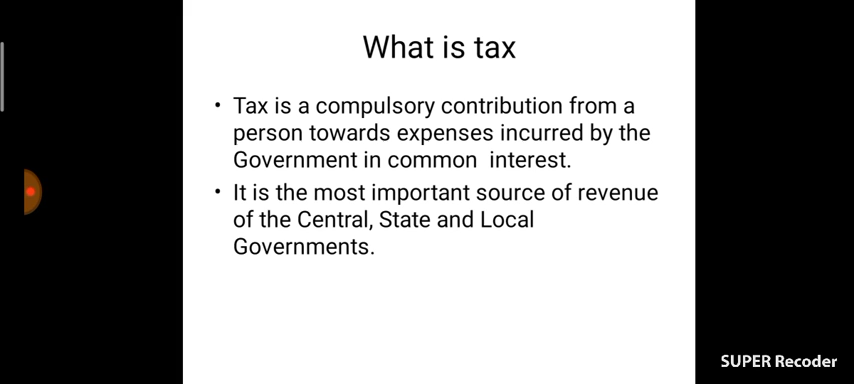 What is tax
• Tax is a compulsory contribution from a
person towards expenses incurred by the
Government in common  interest.
• It is the most important source of revenue
of the Central, State and Local
Governments.
SUPER Recoder